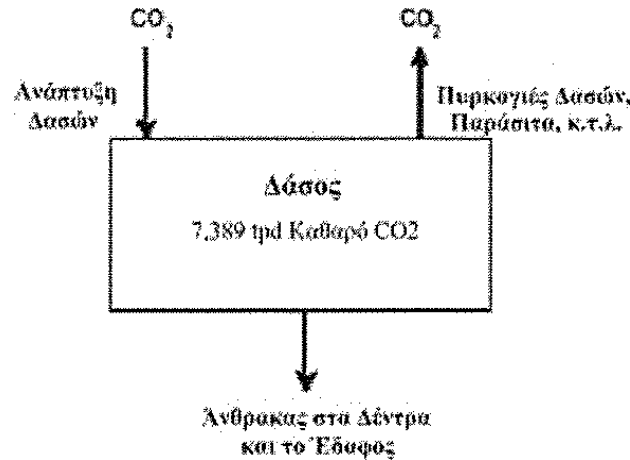 CO2
CO2
Ανάπτυξη
Δασών
Πυρκαγιές Δασών,
Παράσιτα, κ.τ.λ.
Δάσος
7.389 tpd Καθαρό CO2
Άνθρακας στα Δέντρα
και το Έδαφος